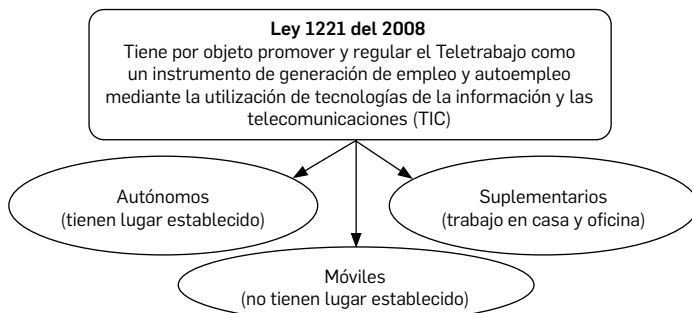 Ley 1221 del 2008
Tiene por objeto promover y regular el Teletrabajo como
un instrumento de generación de empleo y autoempleo
mediante la utilización de tecnologías de la información y las
telecomunicaciones (TIC)
Autónomos
(tienen lugar establecido)
Suplementarios
(trabajo en casa y oficina)
Móviles
(no tienen lugar establecido)